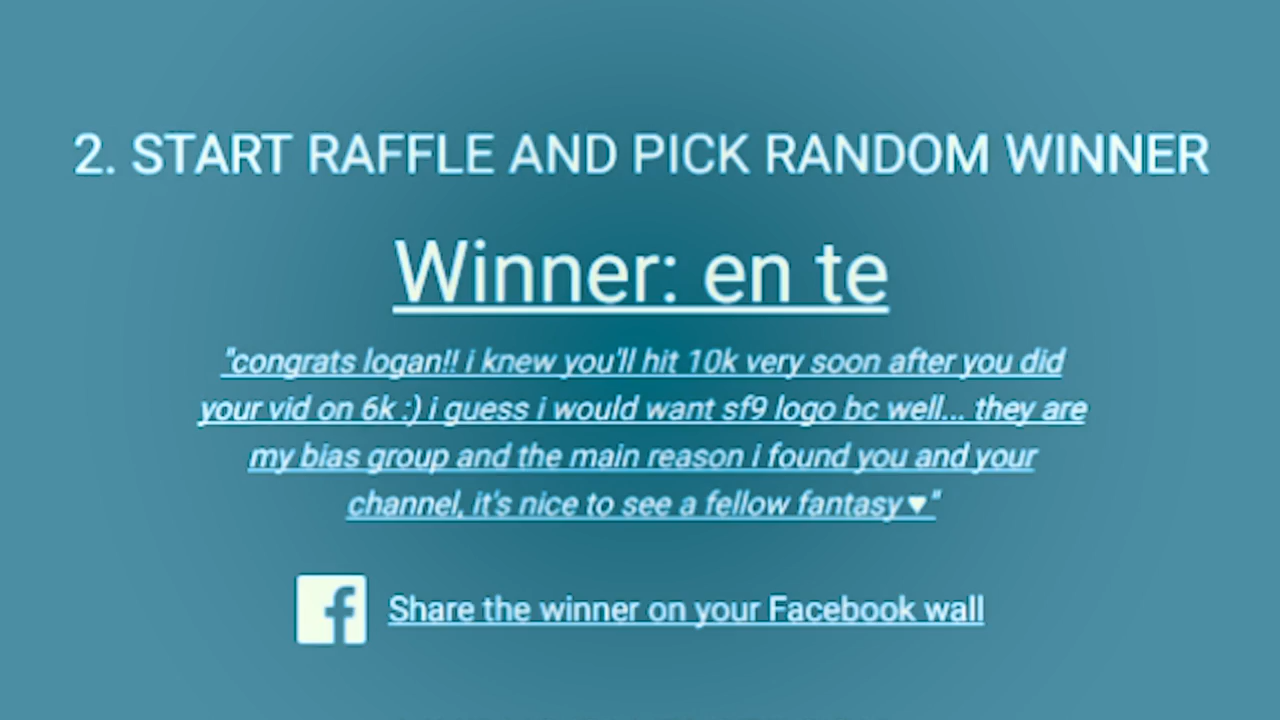 2. START RAFFLE AND PICK RANDOM WINNER
Winner: en te
"congrats logan!! i knew you'll hit 10k very soon after you did
your vid on 6k :) i guess i would want sf9 logo bc well... they are
my bias group and the main reason i found you and your
channel, it's nice to see a fellow fantasy ♥"
Share the winner on your Facebook wall